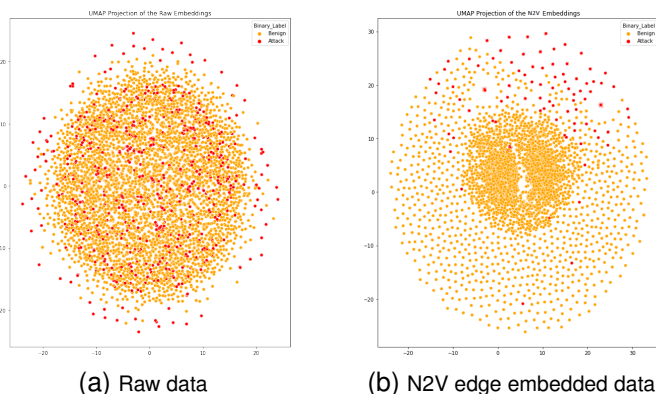 UMAP Projection of the Raw Embeddings
Binary_Label
Benign
Attack
20
10
0
-10
-20
-20
-10
0
10
20
(a) Raw data
UMAP Projection of the N2V Embeddings
Binary_Label
Benign
Attack
30
20
10
0
-10
-20
-20
-10
0
10
20
30
(b) N2V edge embedded data